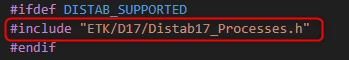 #ifdef DISTAB_SUPPORTED
#include "ETK/D17/Distab17_Processes.h"
#endif